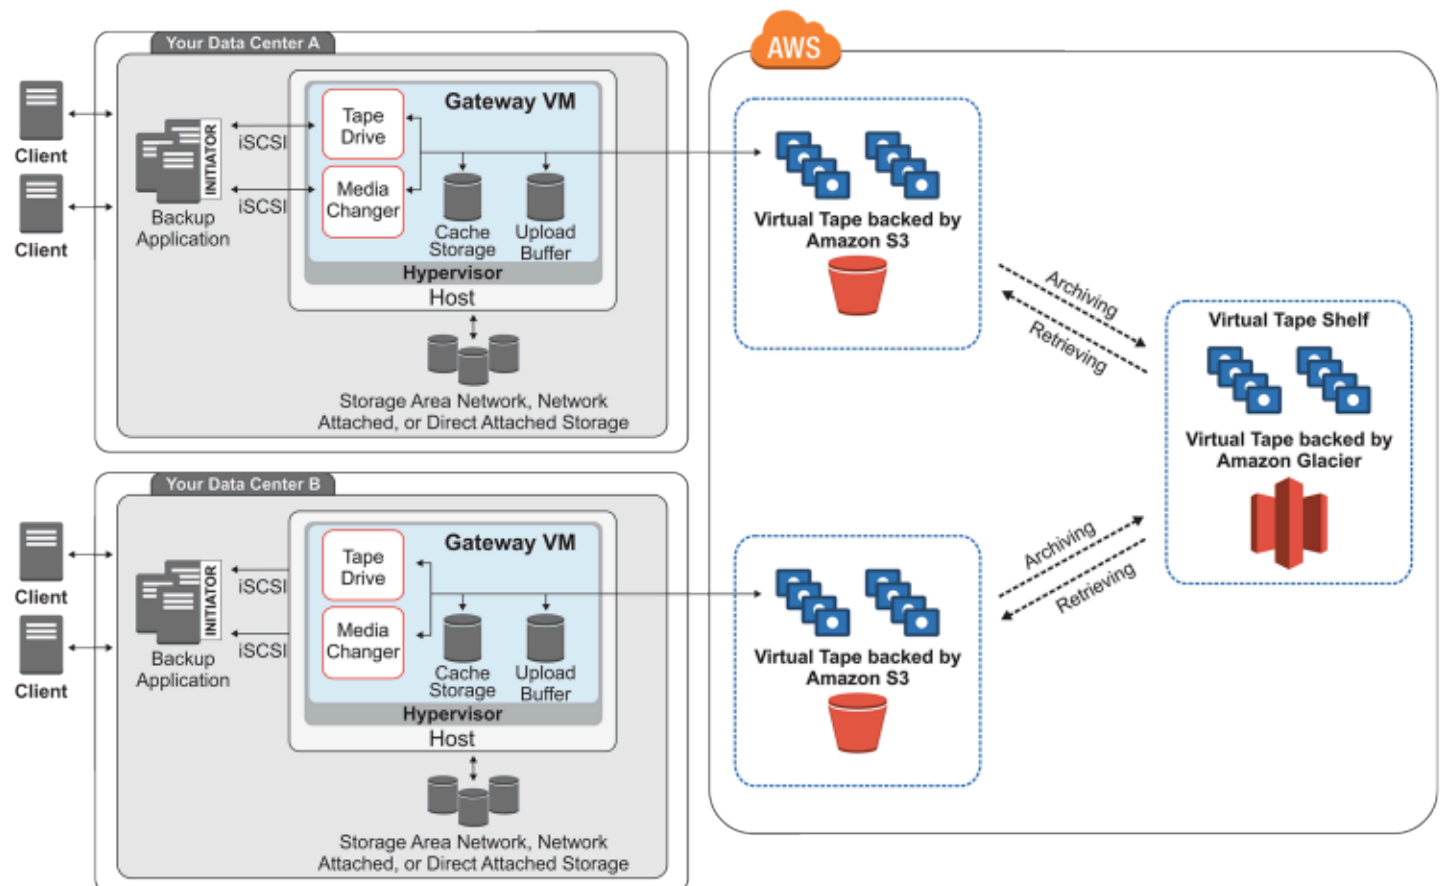 Your Data Center A
Client
Client
Backup
Application
INITIATOR
iSCSI
iSCSI
Gateway VM
Tape
Drive
Media
Changer
Cache
Storage
Upload
Buffer
Hypervisor
Host
Storage Area Network, Network
Attached, or Direct Attached Storage
Your Data Center B
Client
Client
Backup
Application
INITIATOR
iSCSI
iSCSI
Gateway VM
Tape
Drive
Media
Changer
Cache
Storage
Upload
Buffer
Hypervisor
Host
Storage Area Network, Network
Attached, or Direct Attached Storage
AWS
Virtual Tape backed by
Amazon S3
Archiving
Retrieving
Virtual Tape Shelf
Virtual Tape backed by
Amazon Glacier
Archiving
Retrieving
Virtual Tape backed by
Amazon S3